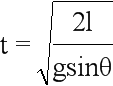 t = √(2l / gsinθ)